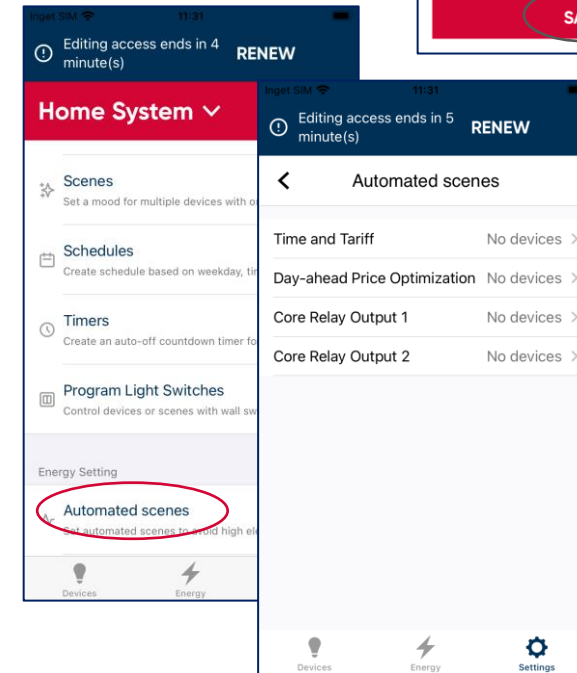 SA
Inget SIM 11:31
Editing access ends in 4
minute(s)
RENEW
Home System
Scenes
Set a mood for multiple devices with
Schedules
Create schedule based on weekday,
Timers
Create an auto-off countdown timer
Program Light Switches
Control devices or scenes with wall
Energy Setting
Automated scenes
Set automated scenes to avoid high
Devices
Energy
Inget SIM 11:31
Editing access ends in 5
minute(s)
RENEW
Automated scenes
Time and Tariff No devices
Day-ahead Price Optimization No devices
Core Relay Output 1 No devices
Core Relay Output 2 No devices
Devices
Energy
Settings